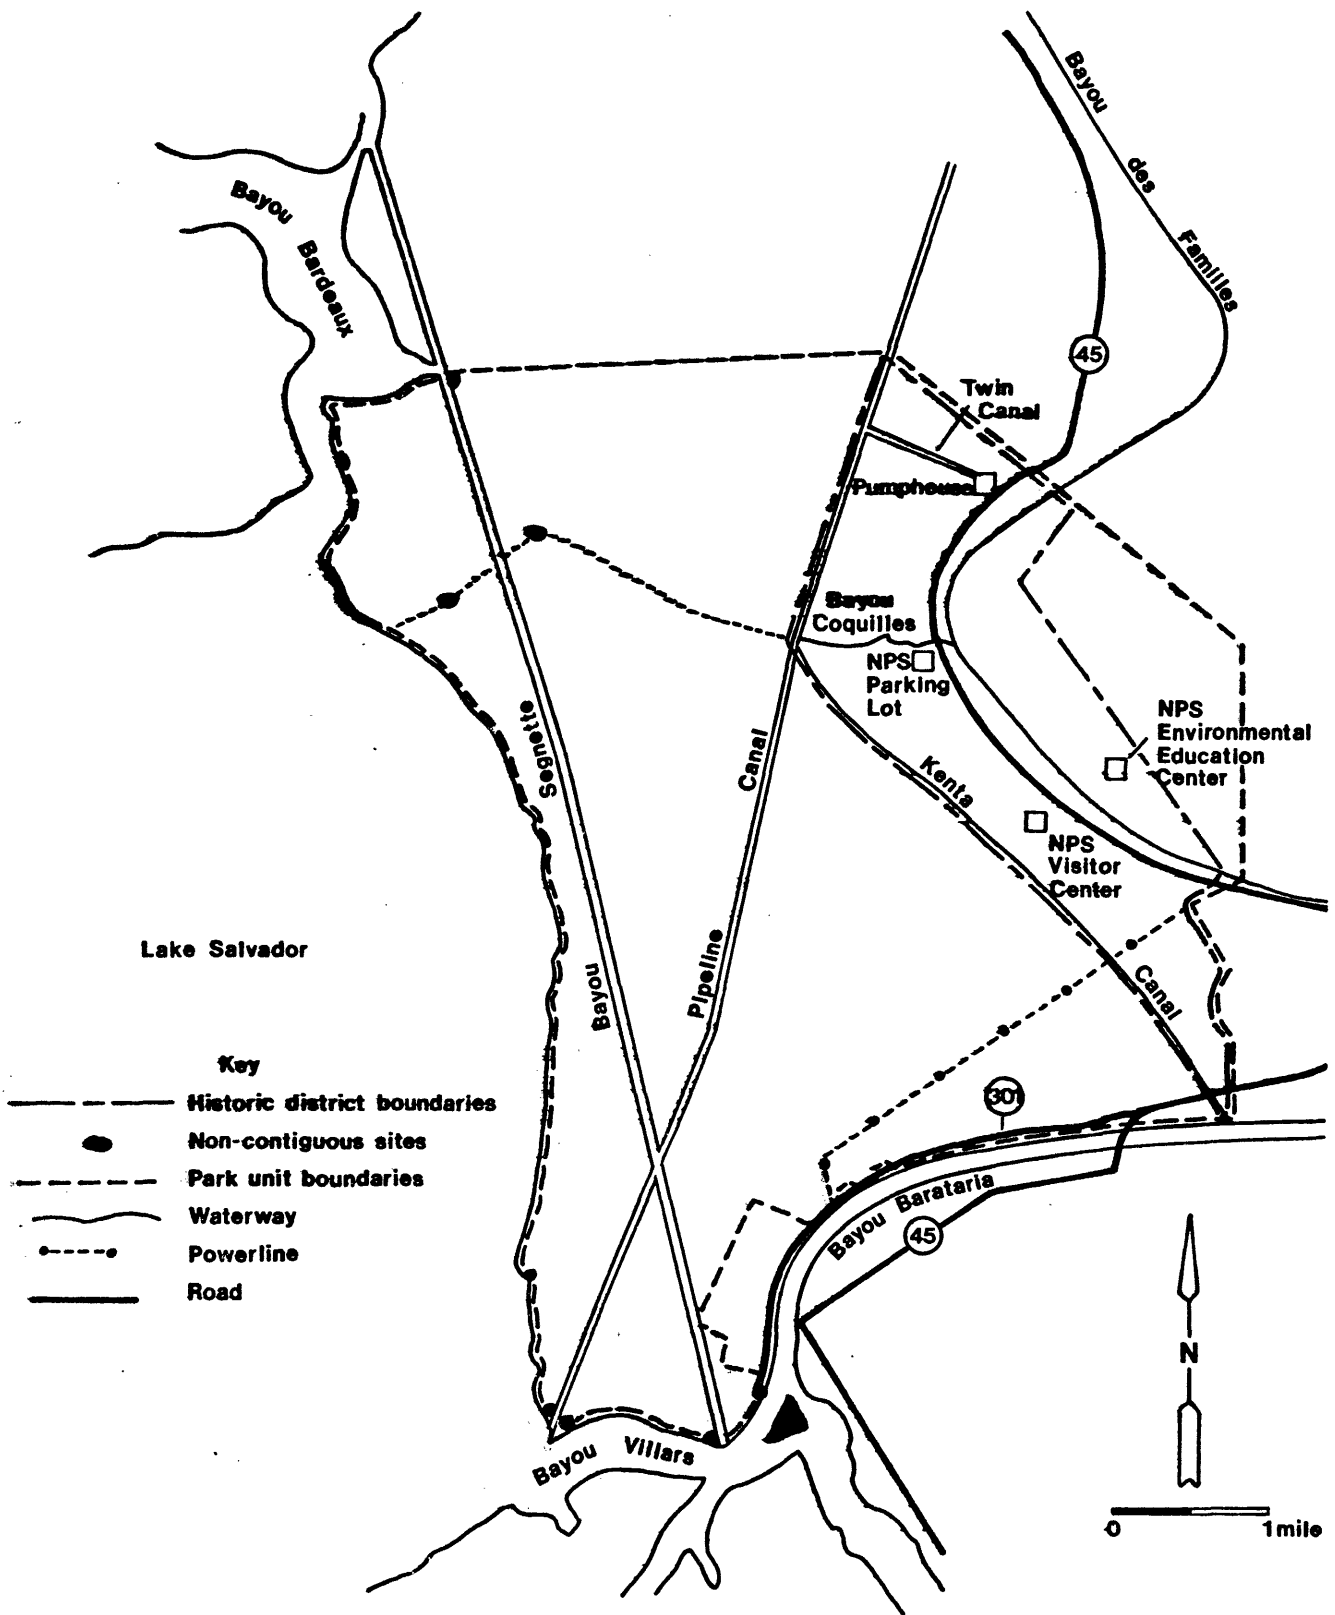 Bayou
des
Familles
Bayou
Bardeaux
45
Twin
Canal
Pumphouse
Bayou
Coquilles
NPS
Parking
Lot
NPS
Environmental
Education
Center
Segnette
Canal
Kenta
NPS
Visitor
Center
Lake Salvador
Bayou
Pipeline
Canal
Key
Historic district boundaries
Non-contiguous sites
Park unit boundaries
Waterway
Powerline
Road
301
Bayou Barataria
45
N
Bayou Villars
0 1mile